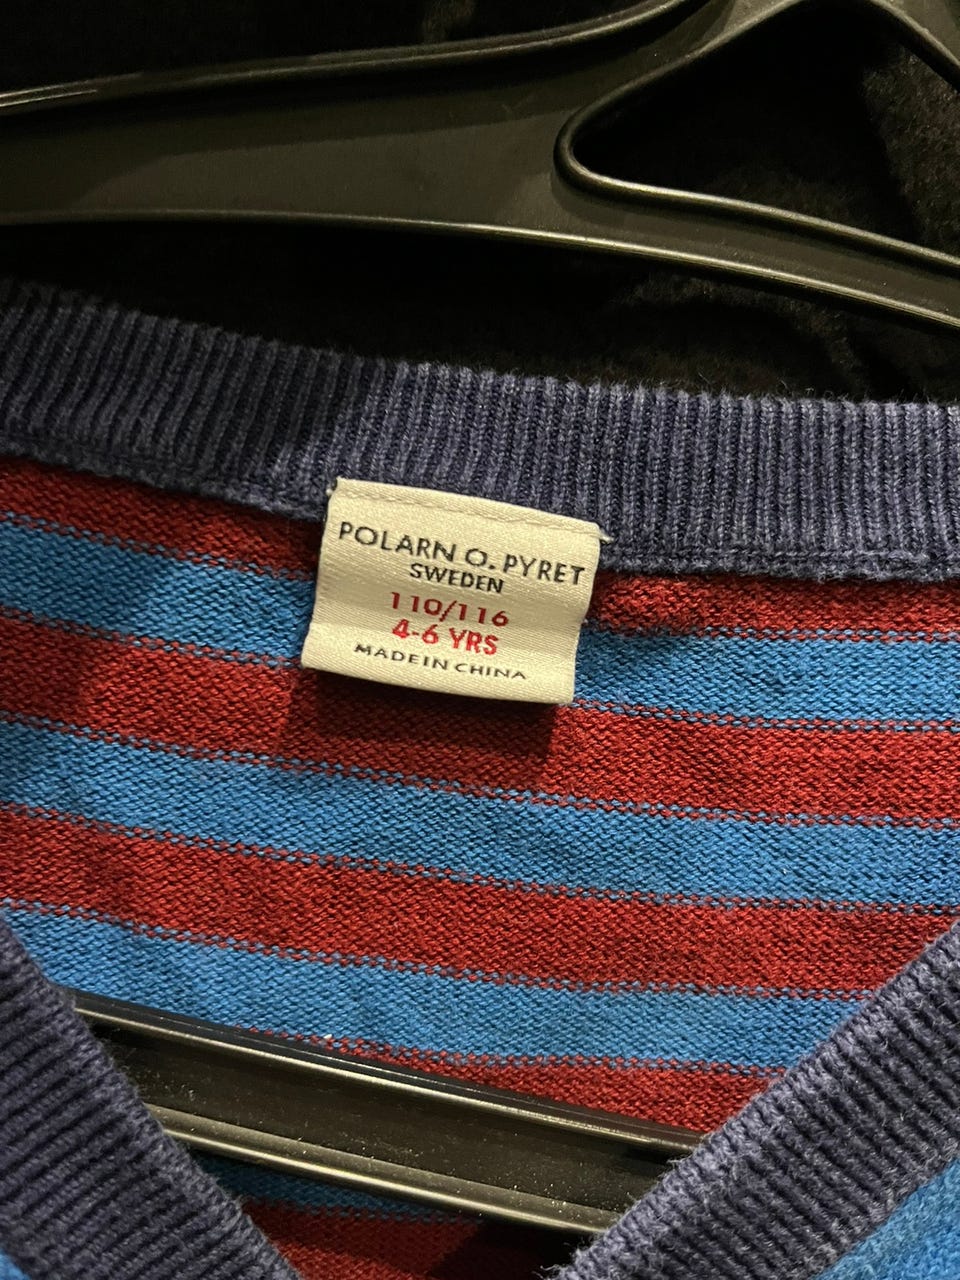 POLARN O. PYRET
SWEDEN
110/116
4-6 YRS
MADE IN CHINA